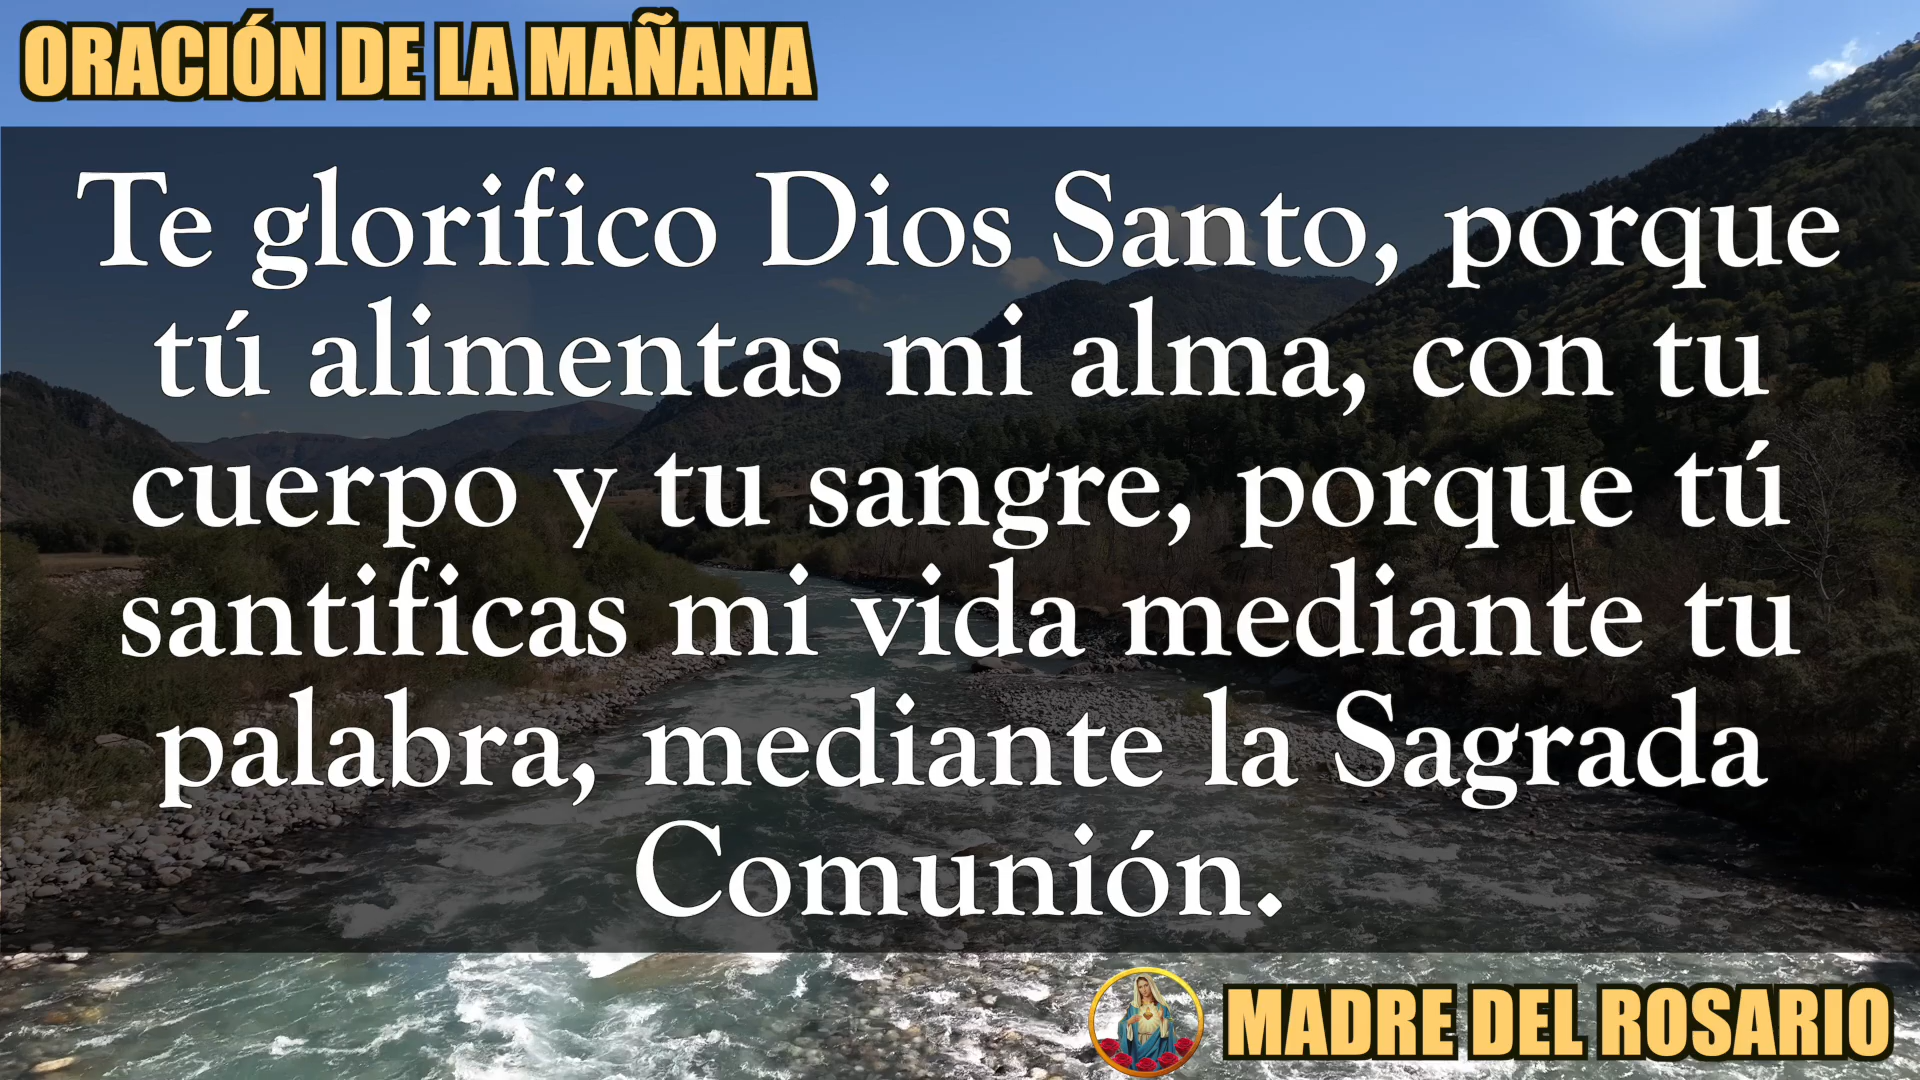 ORACIÓN DE LA MAÑANA
Te glorifico Dios Santo, porque
tú alimentas mi alma, con tu
cuerpo y tu sangre, porque tú
santificas mi vida mediante tu
palabra, mediante la Sagrada
Comunión.
MADRE DEL ROSARIO